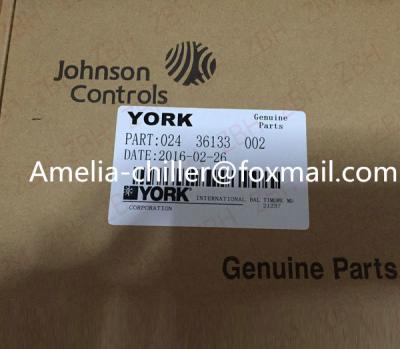 Johnson
Controls
YORK
Genuine
Parts
PART:024 36133 002
DATE:2016-02-26
Amelia-chiller@foxmail.com
YORK
INTERNATIONAL BAL TIMORE MD
21297
CORPORATION
Genuine Parts